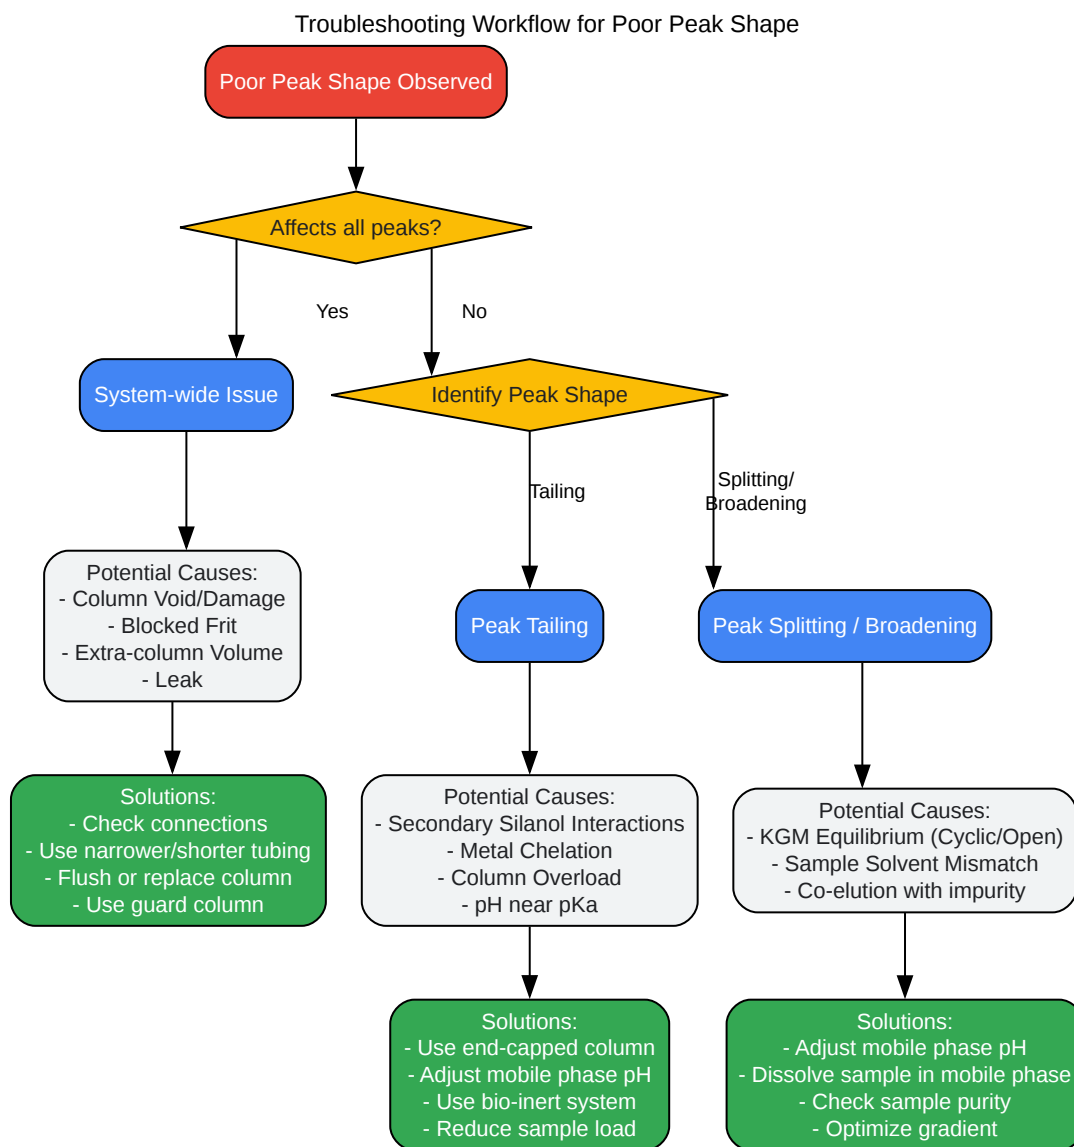 Troubleshooting Workflow for Poor Peak Shape
Poor Peak Shape Observed
Affects all peaks?
Yes
No
System-wide Issue
Identify Peak Shape
Tailing
Splitting/
Broadening
Potential Causes:
- Column Void/Damage
- Blocked Frit
- Extra-column Volume
- Leak
Peak Tailing
Peak Splitting / Broadening
Solutions:
- Check connections
- Use narrower/shorter tubing
- Flush or replace column
- Use guard column
Potential Causes:
- Secondary Silanol Interactions
- Metal Chelation
- Column Overload
- pH near pKa
Potential Causes:
- KGM Equilibrium (Cyclic/Open)
- Sample Solvent Mismatch
- Co-elution with impurity
Solutions:
- Use end-capped column
- Adjust mobile phase pH
- Use bio-inert system
- Reduce sample load
Solutions:
- Adjust mobile phase pH
- Dissolve sample in mobile phase
- Check sample purity
- Optimize gradient